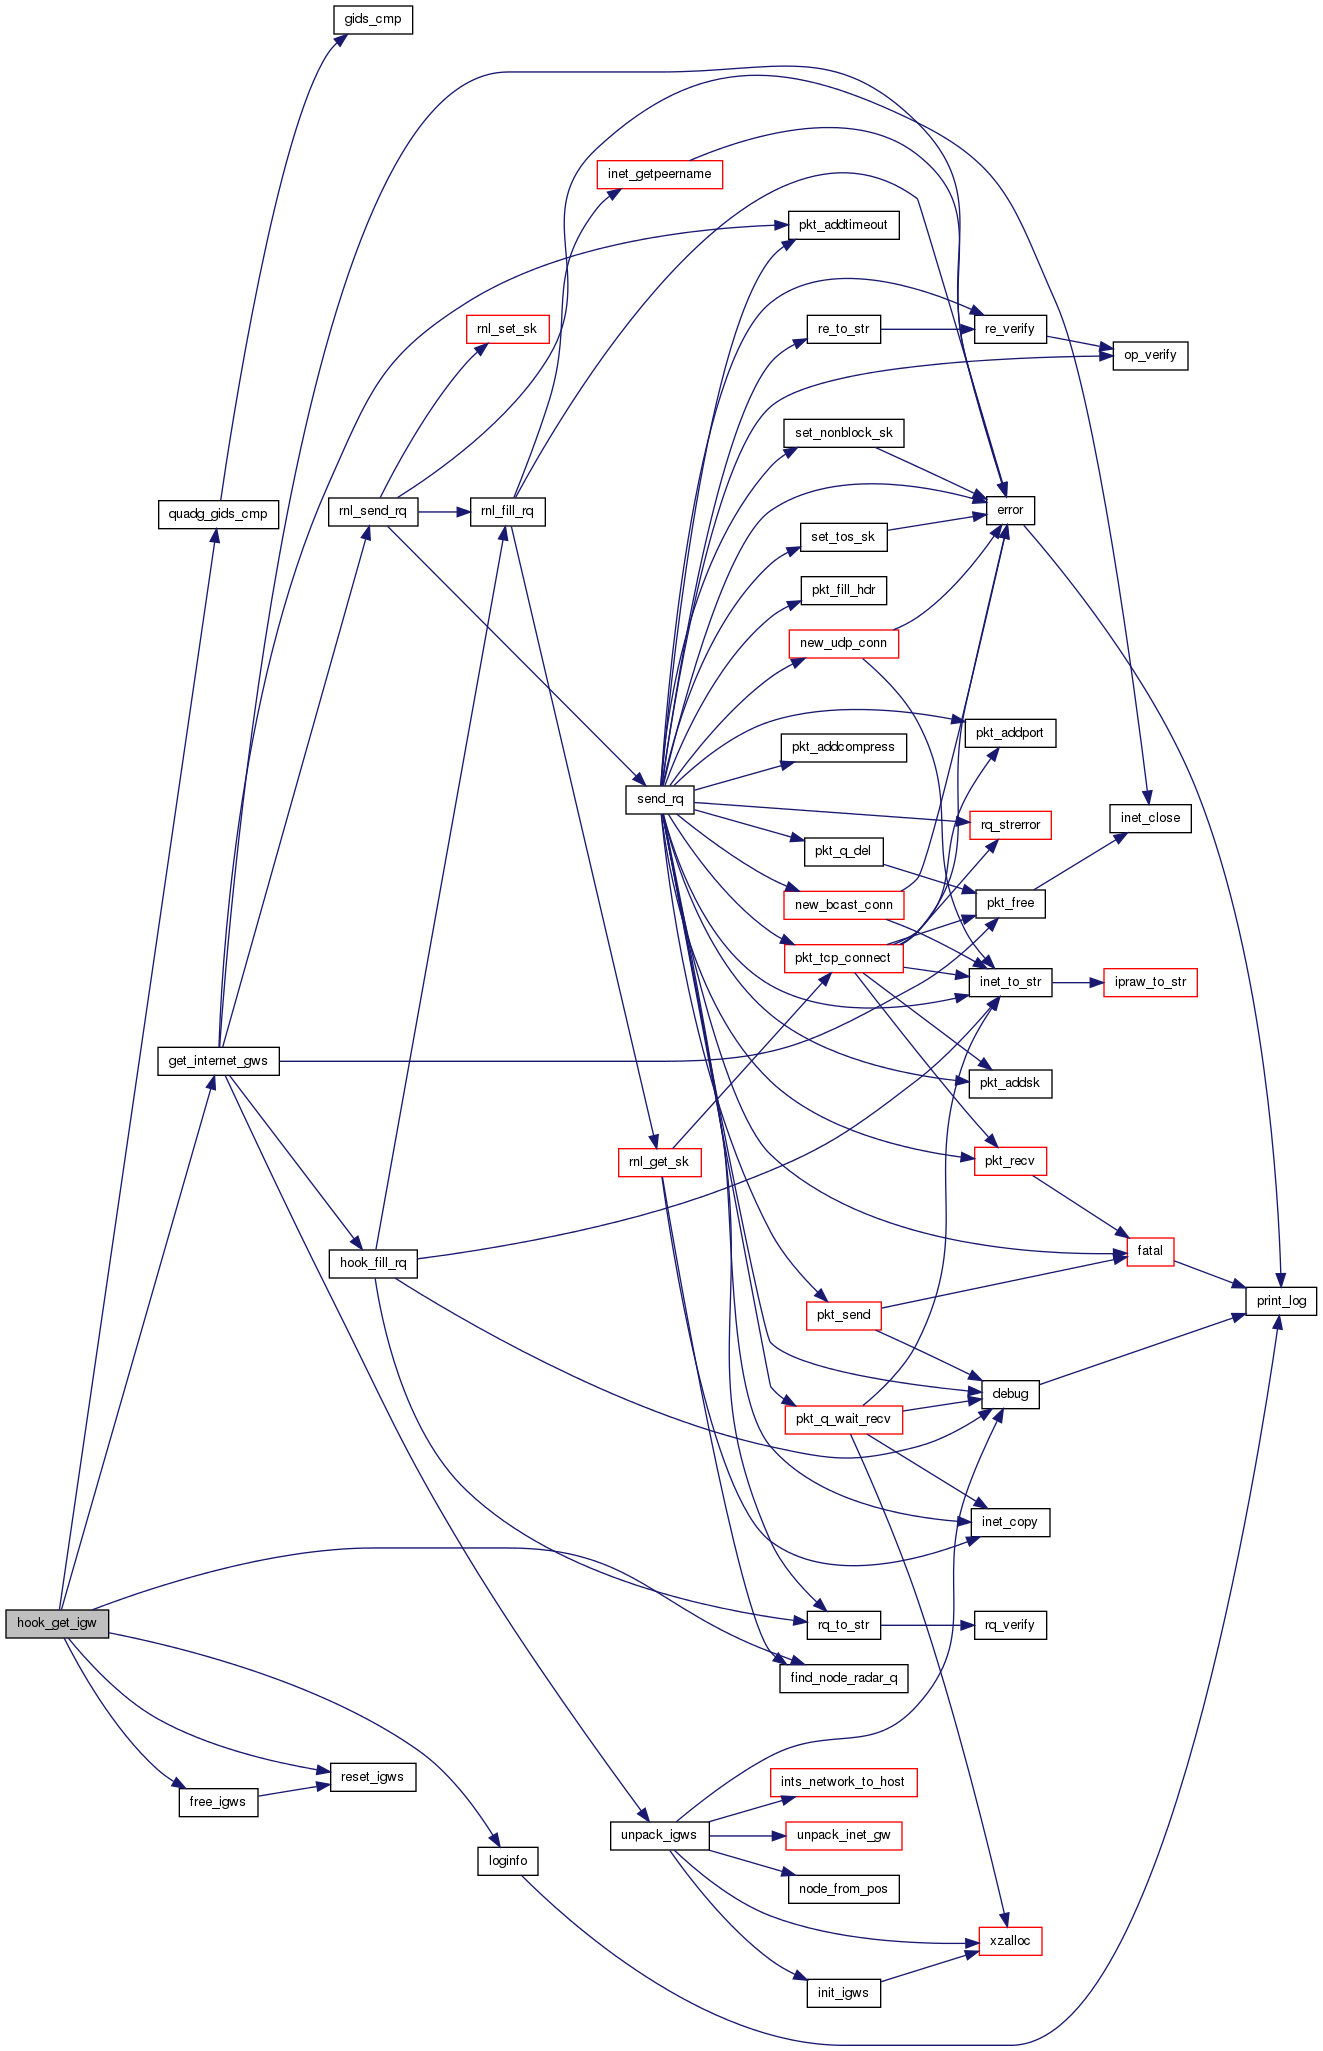 gids_cmp
inet_getpeername
pkt_addtimeout
rnl_set_sk
re_to_str
re_verify
op_verify
set_nonblock_sk
quadg_gids_cmp
rnl_send_rq
rnl_fill_rq
error
set_tos_sk
pkt_fill_hdr
new_udp_conn
pkt_addport
pkt_addcompress
send_rq
inet_close
rq_strerror
pkt_q_del
new_bcast_conn
pkt_free
pkt_tcp_connect
inet_to_str
ipraw_to_str
get_internet_gws
pkt_addsk
rnl_get_sk
pkt_recv
fatal
hook_fill_rq
print_log
pkt_send
debug
pkt_q_wait_recv
inet_copy
hook_get_igw
rq_to_str
rq_verify
find_node_radar_q
reset_igws
ints_network_to_host
free_igws
unpack_igws
unpack_inet_gw
loginfo
node_from_pos
xzalloc
init_igws